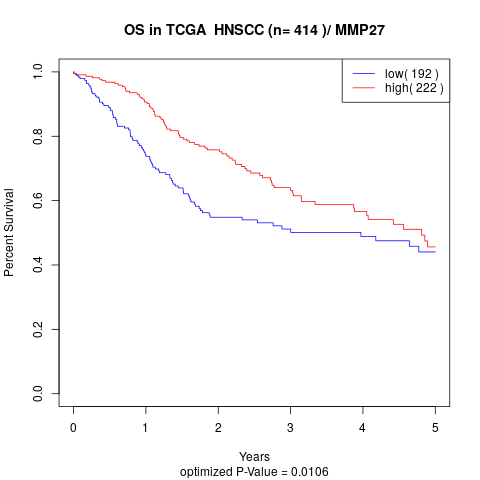 OS in TCGA  HNSCC (n= 414 )/ MMP27
low( 192 )
high( 222 )
Percent Survival
1.0
0.8
0.6
0.4
0.2
0.0
0 1 2 3 4 5
Years
optimized P-Value = 0.0106